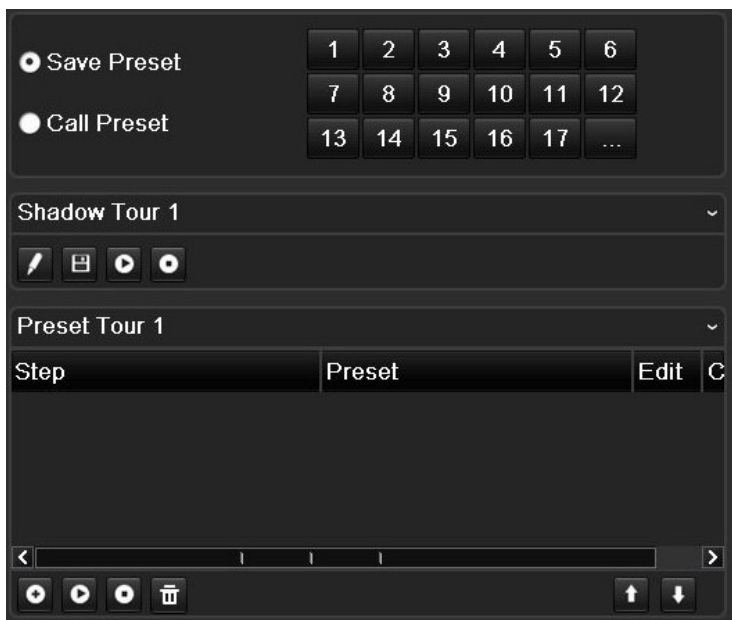 Save Preset
Call Preset
1 2 3 4 5 6
7 8 9 10 11 12
13 14 15 16 17 ...
Shadow Tour 1
Preset Tour 1
Step Preset Edit C